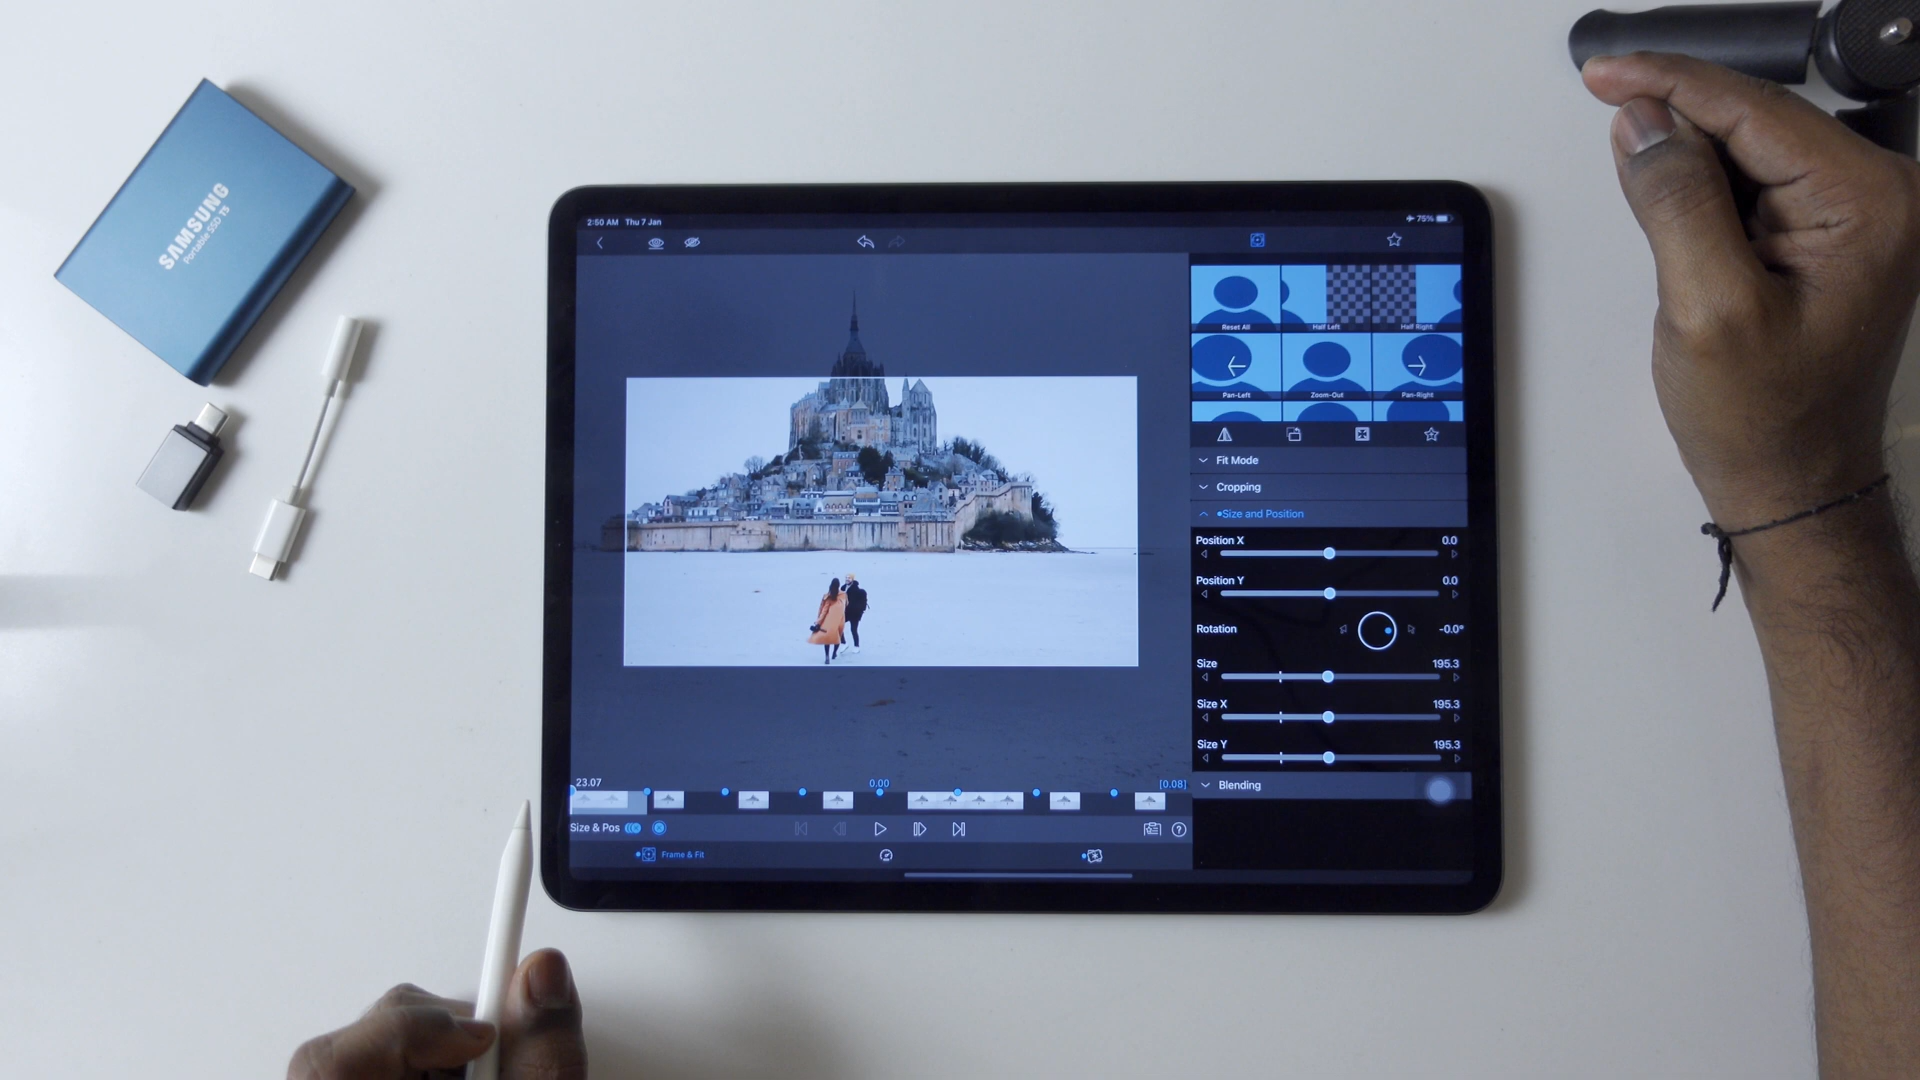 SAMSUNG
Portable SSD T5
2:50 AM Thu 7 Jan
75%
Reset All
Half Left
Half Right
Pan-Left
Zoom-Out
Pan-Right
Fit Mode
Cropping
Size and Position
Position X 0.0
Position Y 0.0
Rotation -0.0°
Size 195.3
Size X 195.3
Size Y 195.3
Blending
23.07
0.00
[0.08]
Size & Pos
Frame & Fit